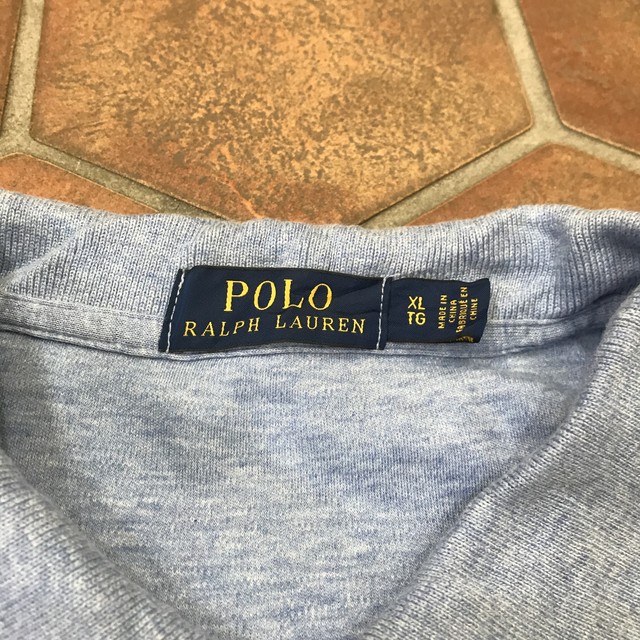 POLO
RALPH LAUREN
XL
TG
MADE IN
CHINA
FABRIQUÉ EN
CHINE